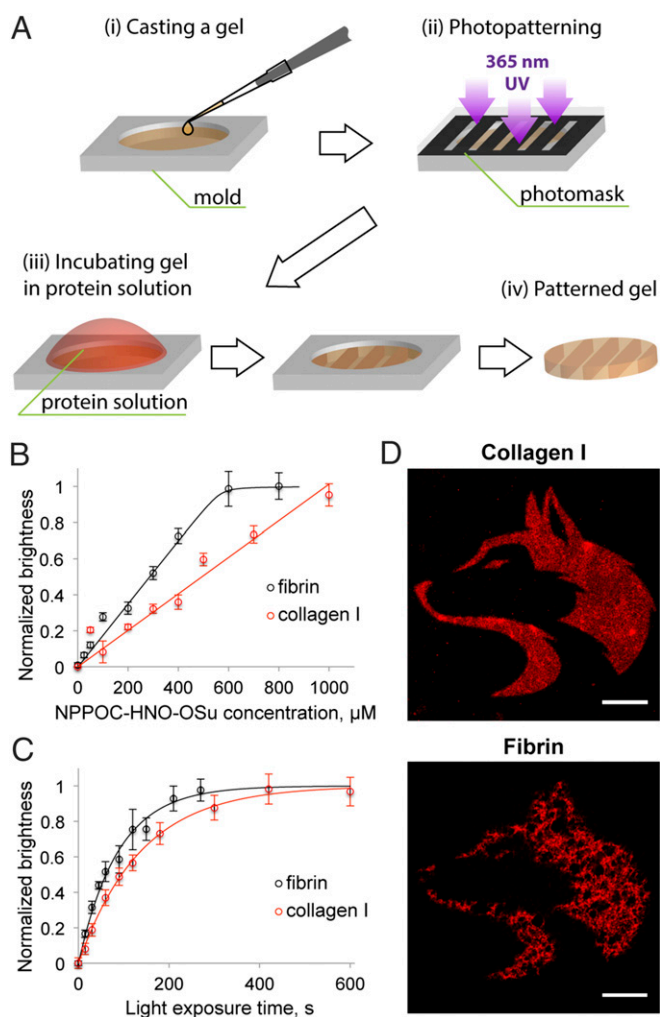 A
(i) Casting a gel
(ii) Photopatterning
365 nm
UV
mold
photomask
(iii) Incubating gel
in protein solution
(iv) Patterned gel
protein solution
B
Normalized brightness
1
0.8
0.6
0.4
0.2
0
fibrin
collagen I
0 200 400 600 800 1000
NPPOC-HNO-OSu concentration, µM
C
Normalized brightness
1
0.8
0.6
0.4
0.2
0
fibrin
collagen I
0 200 400 600
Light exposure time, s
D
Collagen I
Fibrin